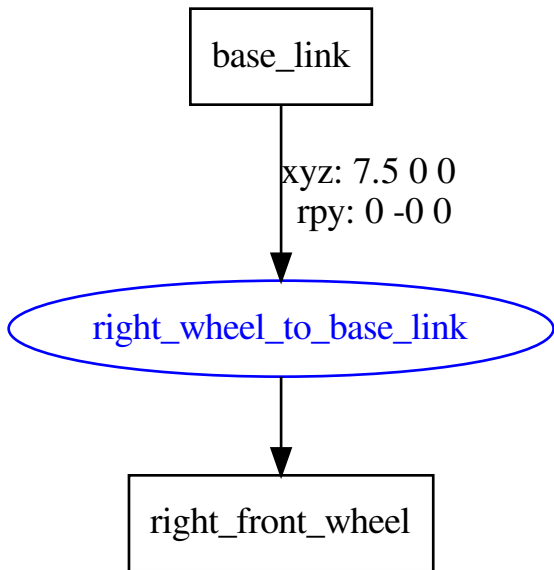 base_link
xyz: 7.5 0 0
rpy: 0 -0 0
right_wheel_to_base_link
right_front_wheel